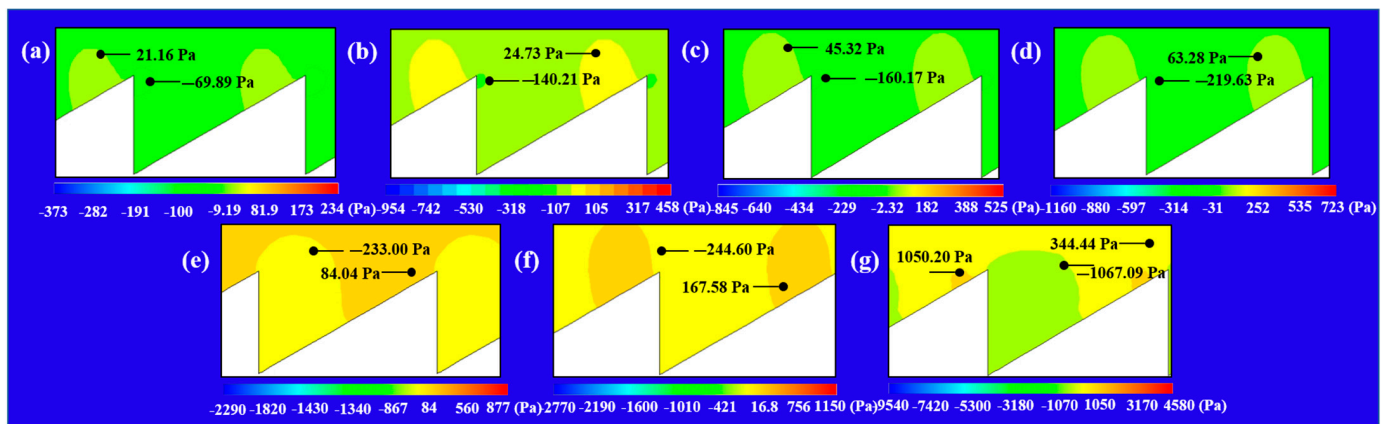 (a) 21.16 Pa
—69.89 Pa
-373 -282 -191 -100 -9.19 81.9 173 234 (Pa)
(b) 24.73 Pa
—140.21 Pa
-954 -742 -530 -318 -107 105 317 458 (Pa)
(c) 45.32 Pa
—160.17 Pa
-845 -640 -434 -229 -2.32 182 388 525 (Pa)
(d) 63.28 Pa
—219.63 Pa
-1160 -880 -597 -314 -31 252 535 723 (Pa)
(e) —233.00 Pa
84.04 Pa
-2290 -1820 -1430 -1340 -867 84 560 877 (Pa)
(f) —244.60 Pa
167.58 Pa
-2770 -2190 -1600 -1010 -421 16.8 756 1150 (Pa)
(g) 344.44 Pa
1050.20 Pa
—1067.09 Pa
-9540 -7420 -5300 -3180 -1070 1050 3170 4580 (Pa)